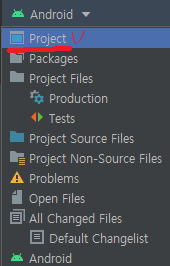 Android
Project
Packages
Project Files
Production
Tests
Project Source Files
Project Non-Source Files
Problems
Open Files
All Changed Files
Default Changelist
Android